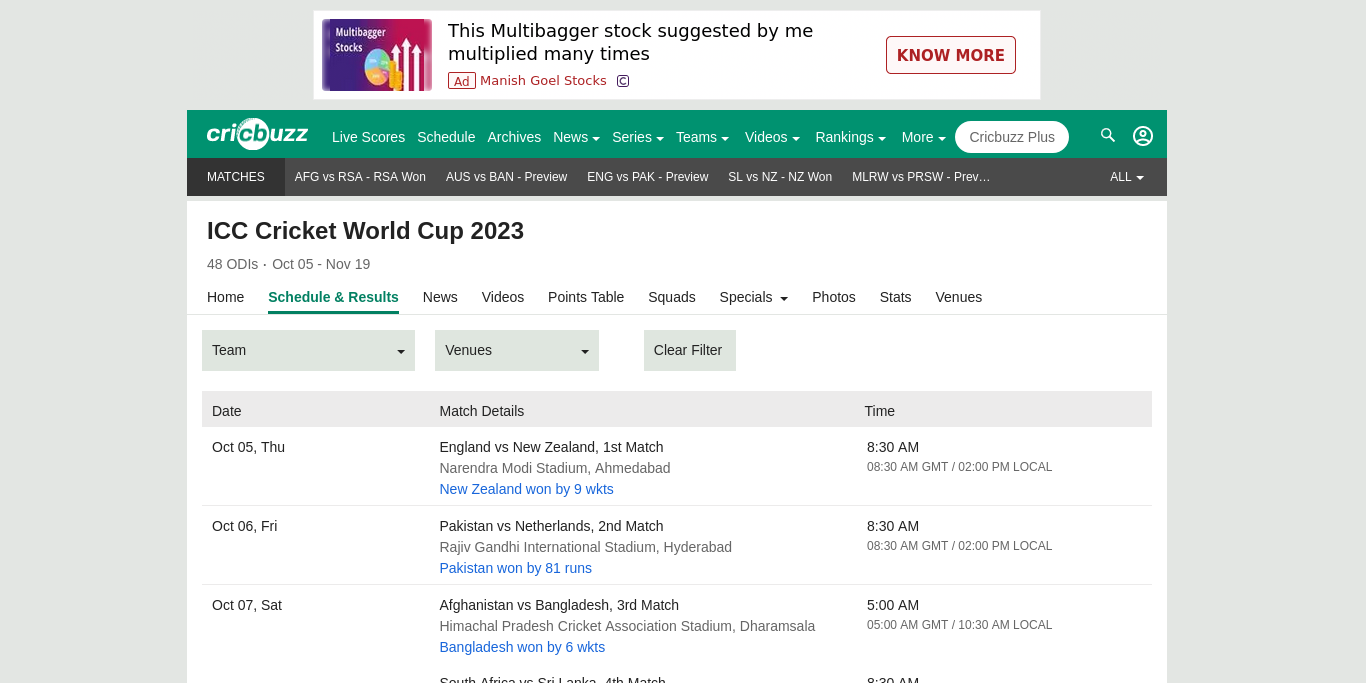 Multibagger
Stocks
This Multibagger stock suggested by me
multiplied many times
Ad Manish Goel Stocks
KNOW MORE
cricbuzz Live Scores Schedule Archives News Series Teams Videos Rankings More Cricbuzz Plus
MATCHES AFG vs RSA - RSA Won AUS vs BAN - Preview ENG vs PAK - Preview SL vs NZ - NZ Won MLRW vs PRSW - Prev… ALL
ICC Cricket World Cup 2023
48 ODIs · Oct 05 - Nov 19
Home Schedule & Results News Videos Points Table Squads Specials Photos Stats Venues
Team Venues Clear Filter
Date Match Details Time
Oct 05, Thu England vs New Zealand, 1st Match 8:30 AM
Narendra Modi Stadium, Ahmedabad 08:30 AM GMT / 02:00 PM LOCAL
New Zealand won by 9 wkts
Oct 06, Fri Pakistan vs Netherlands, 2nd Match 8:30 AM
Rajiv Gandhi International Stadium, Hyderabad 08:30 AM GMT / 02:00 PM LOCAL
Pakistan won by 81 runs
Oct 07, Sat Afghanistan vs Bangladesh, 3rd Match 5:00 AM
Himachal Pradesh Cricket Association Stadium, Dharamsala 05:00 AM GMT / 10:30 AM LOCAL
Bangladesh won by 6 wkts
South Africa vs Sri Lanka, 4th Match 8:30 AM